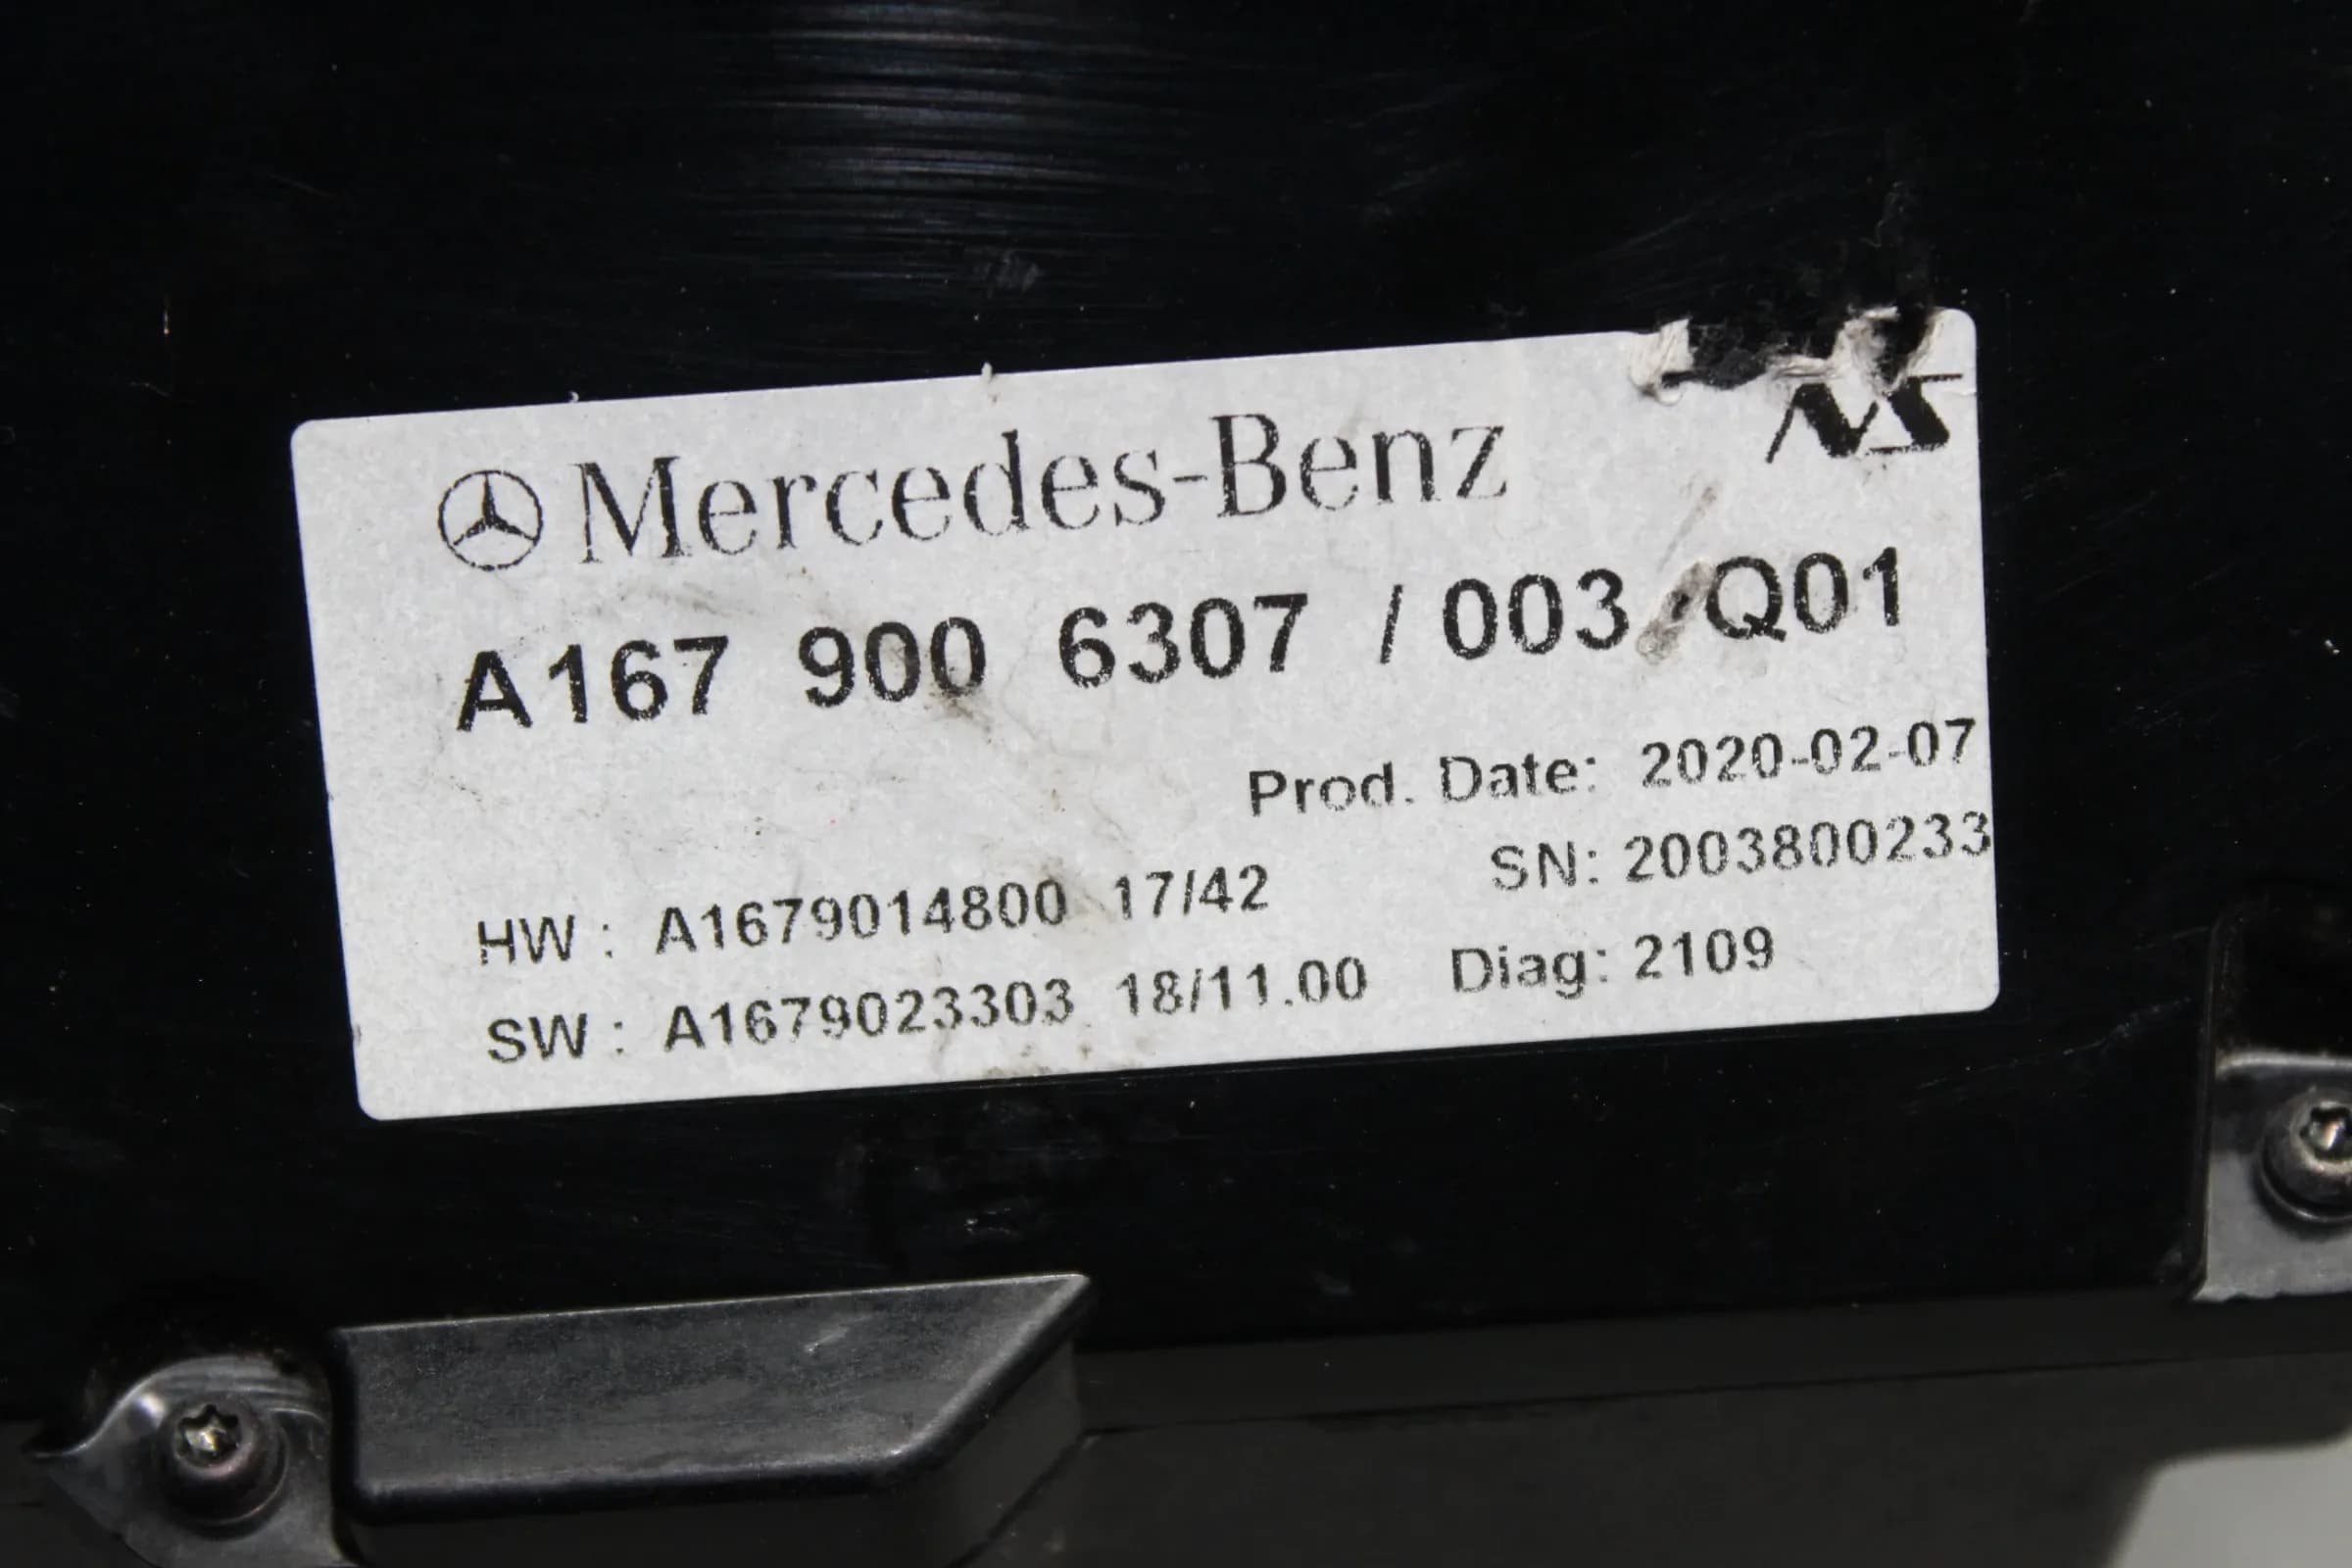 Mercedes-Benz
NS
A167 900 6307 / 003 Q01
Prod. Date: 2020-02-07
SN: 2003800233
HW : A1679014800 17/42
SW : A1679023303 18/11.00 Diag: 2109